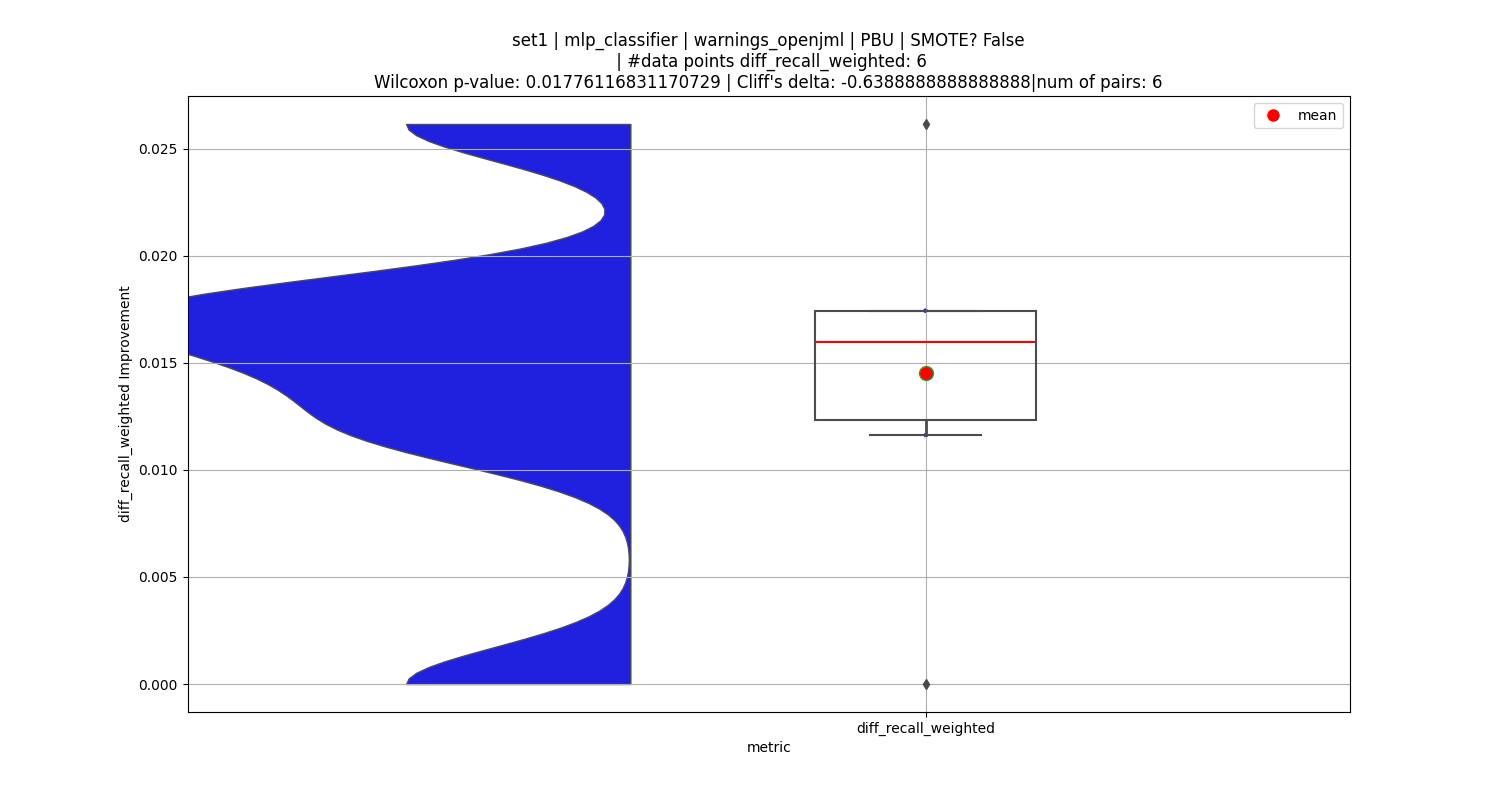 set1 | mlp_classifier | warnings_openjml | PBU | SMOTE? False
| #data points diff_recall_weighted: 6
Wilcoxon p-value: 0.01776116831170729 | Cliff's delta: -0.6388888888888888|num of pairs: 6
mean
0.025
0.020
0.015
0.010
0.005
0.000
diff_recall_weighted Improvement
diff_recall_weighted
metric